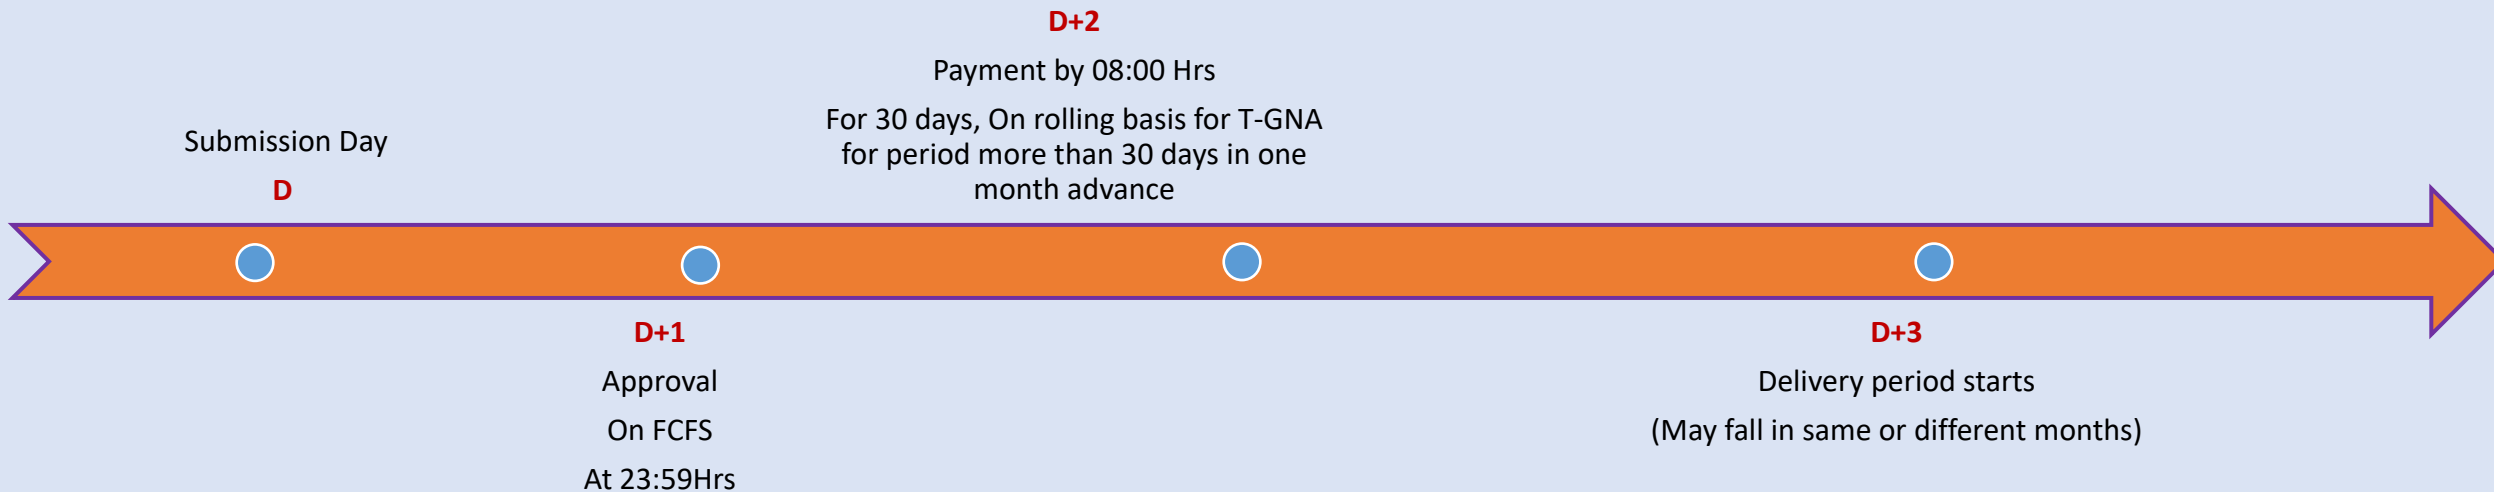 Submission Day
D
D+1
Approval
On FCFS
At 23:59Hrs
D+2
Payment by 08:00 Hrs
For 30 days, On rolling basis for T-GNA
for period more than 30 days in one
month advance
D+3
Delivery period starts
(May fall in same or different months)